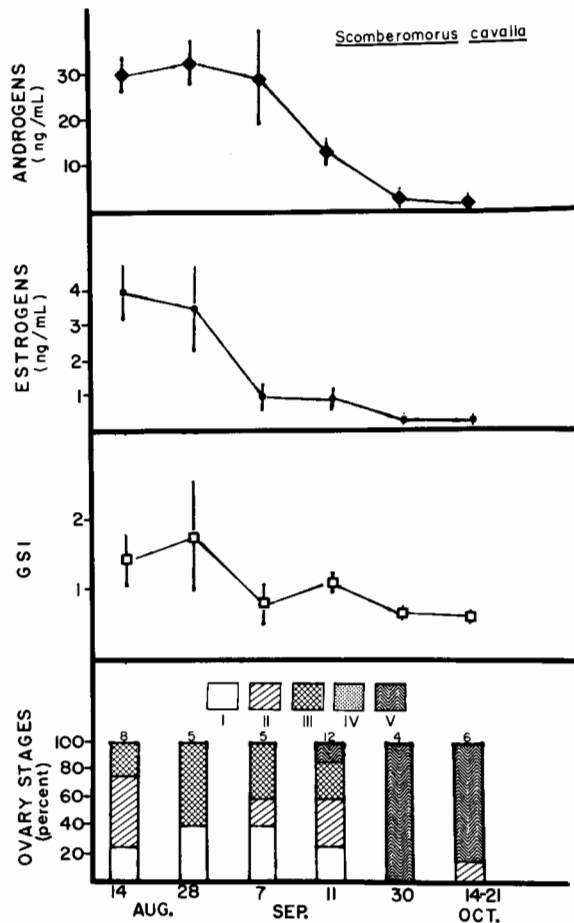 Scomberomorus cavalla
ANDROGENS
(ng/mL)
30
20
10
ESTROGENS
(ng/mL)
4
3
2
1
GSI
2
1
OVARY STAGES
(percent)
I II III IV V
100
80
60
40
20
8 5 5 12 4 6
14 28 7 11 30 14-21
AUG. SEP. OCT.